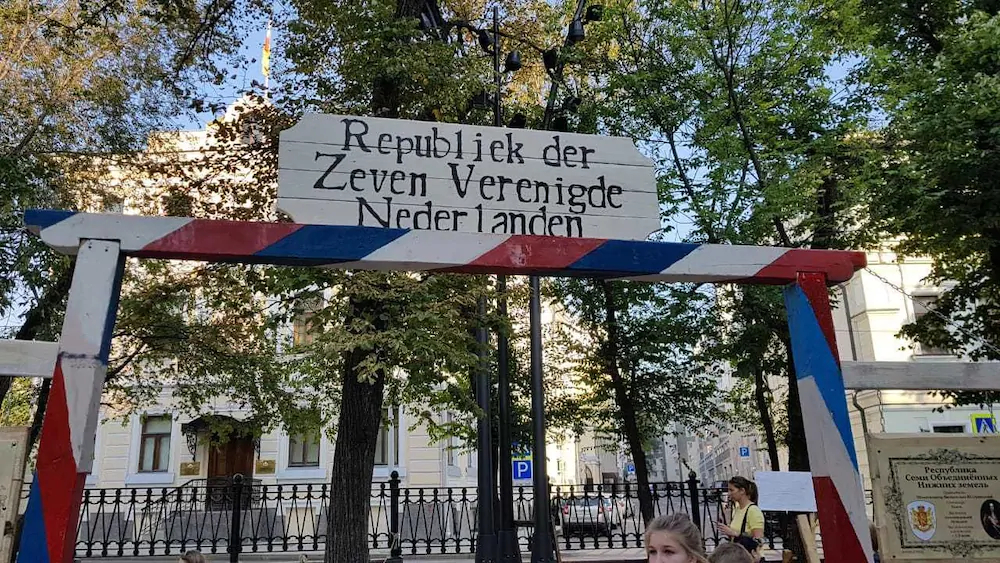 Republiek der
Zeven Verenigde
Nederlanden
P
P
P
Республика
Семи Объединённых
Нижних земель